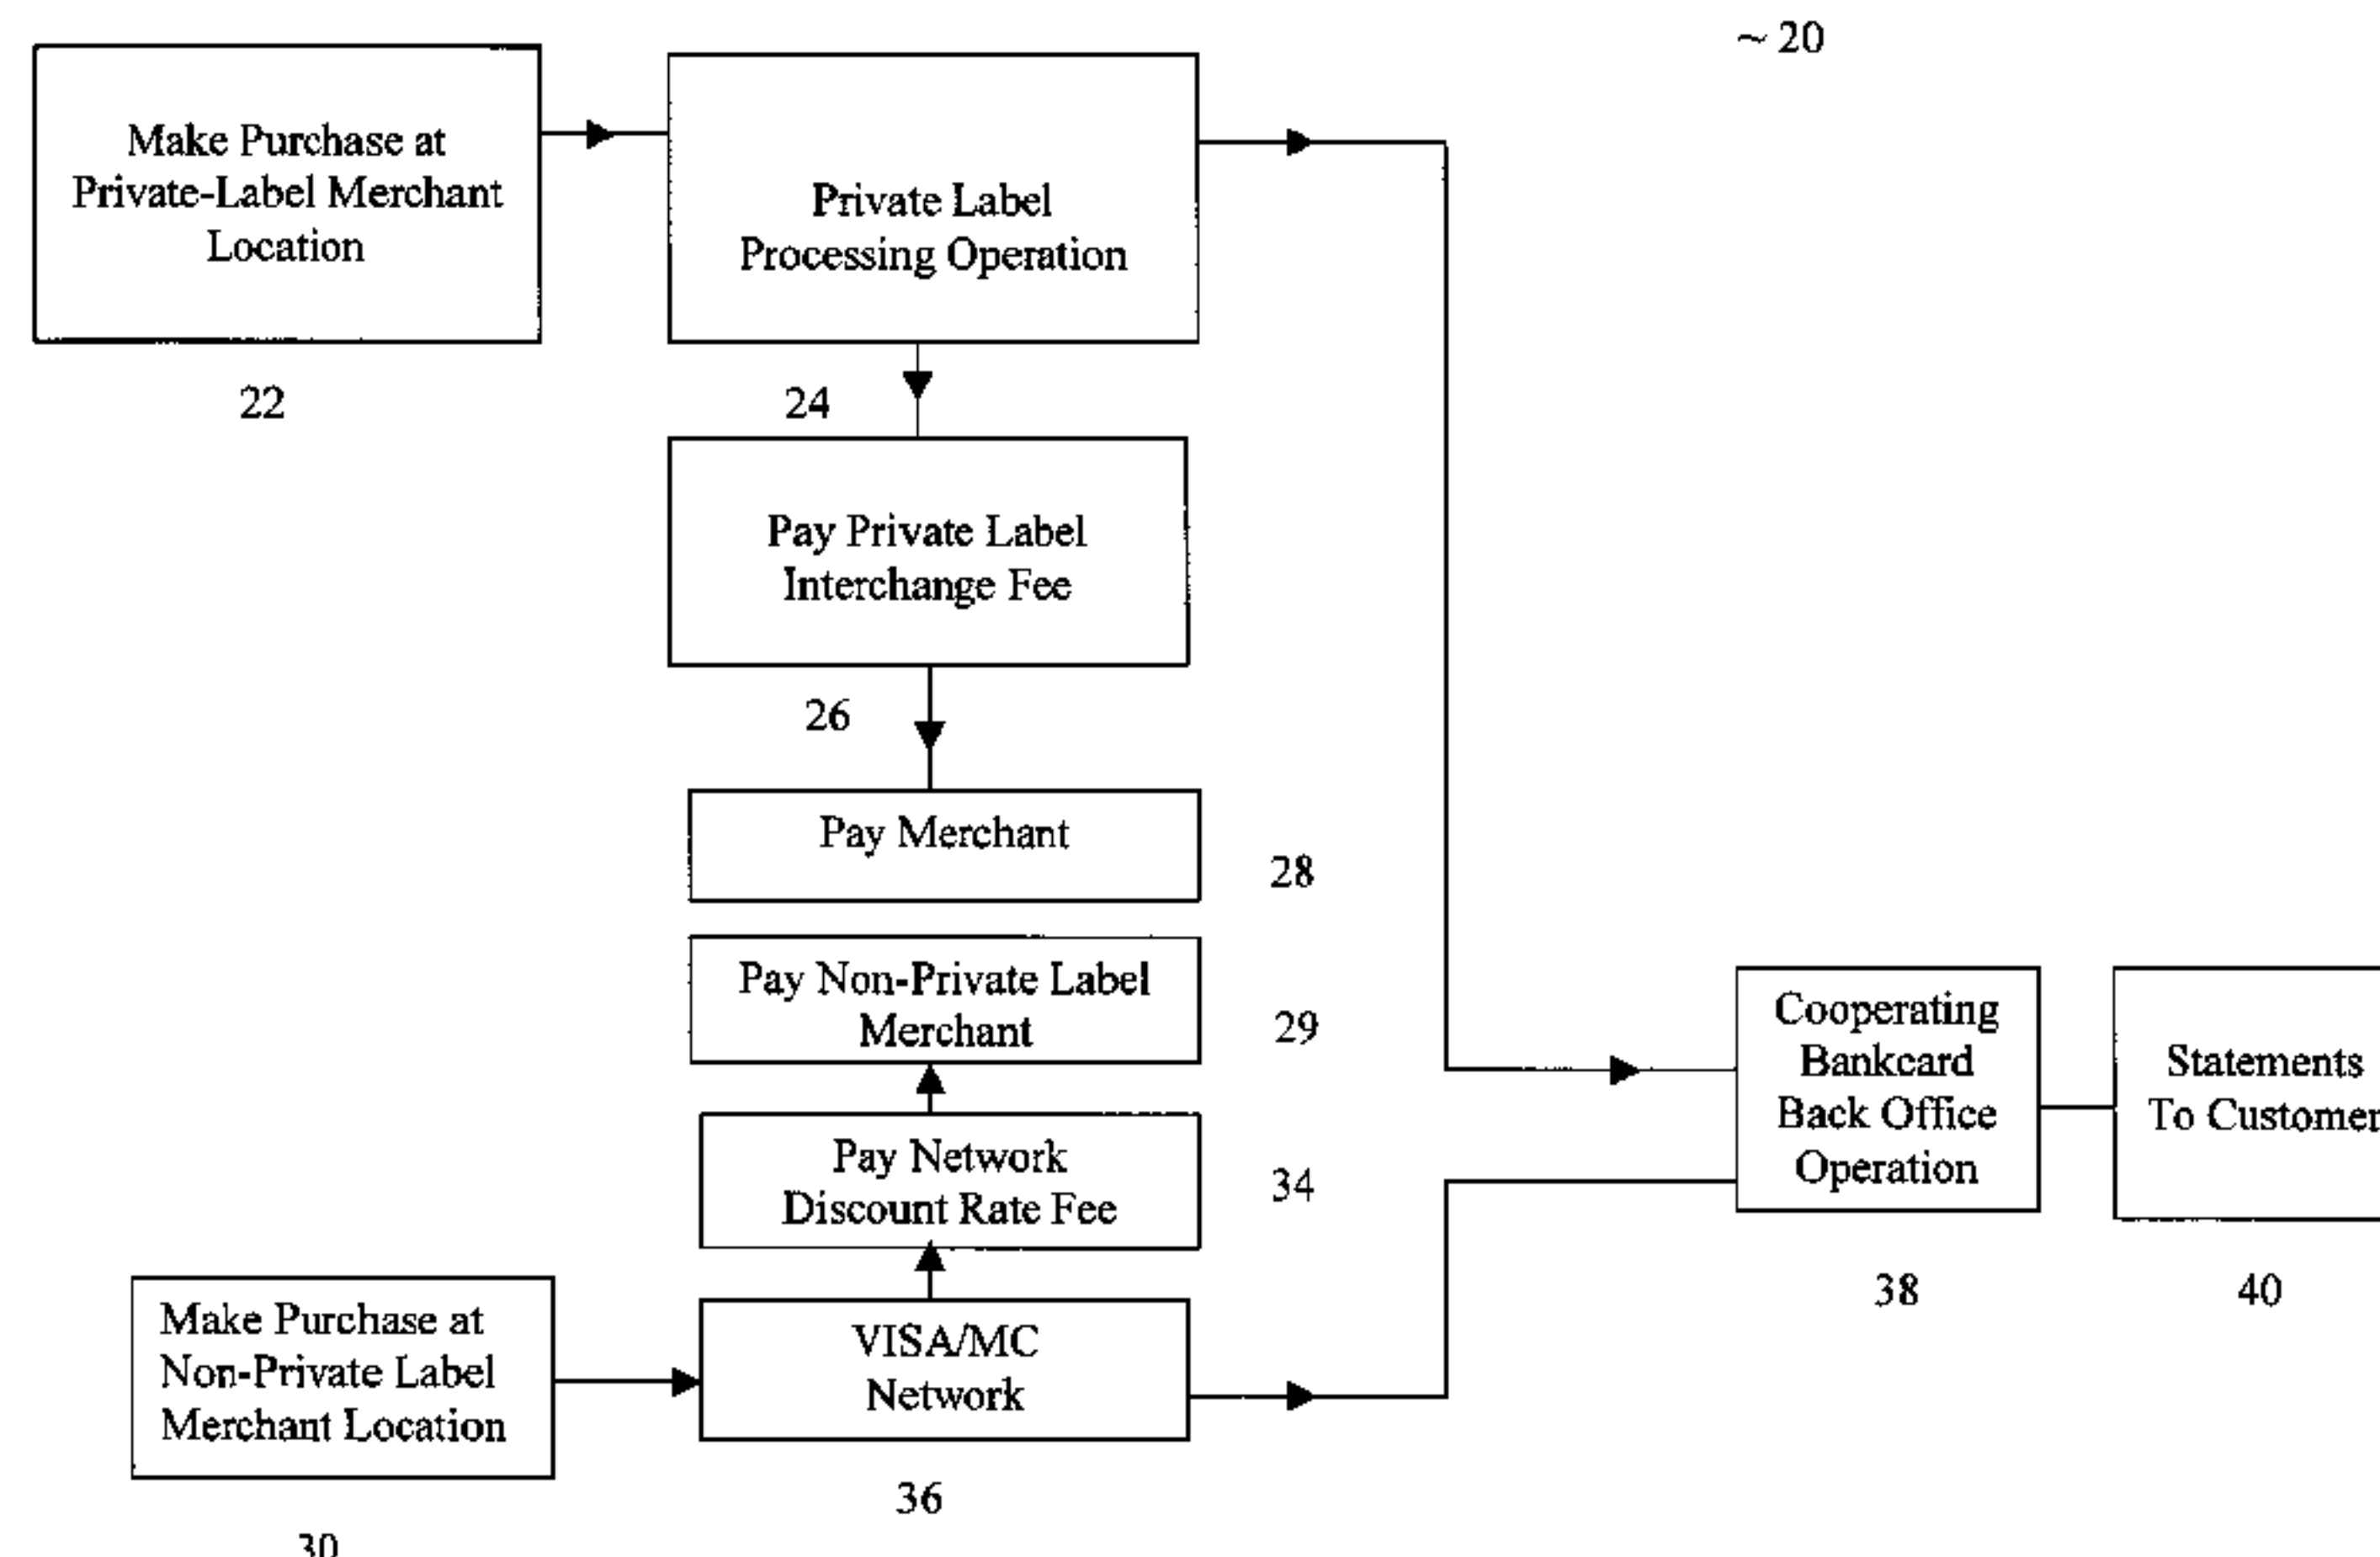 ~ 20
Make Purchase at
Private-Label Merchant
Location
22
Private Label
Processing Operation
24
Pay Private Label
Interchange Fee
26
Pay Merchant
28
Pay Non-Private Label
Merchant
29
Pay Network
Discount Rate Fee
34
Make Purchase at
Non-Private Label
Merchant Location
30
VISA/MC
Network
36
Cooperating
Bankcard
Back Office
Operation
38
Statements
To Customer
40